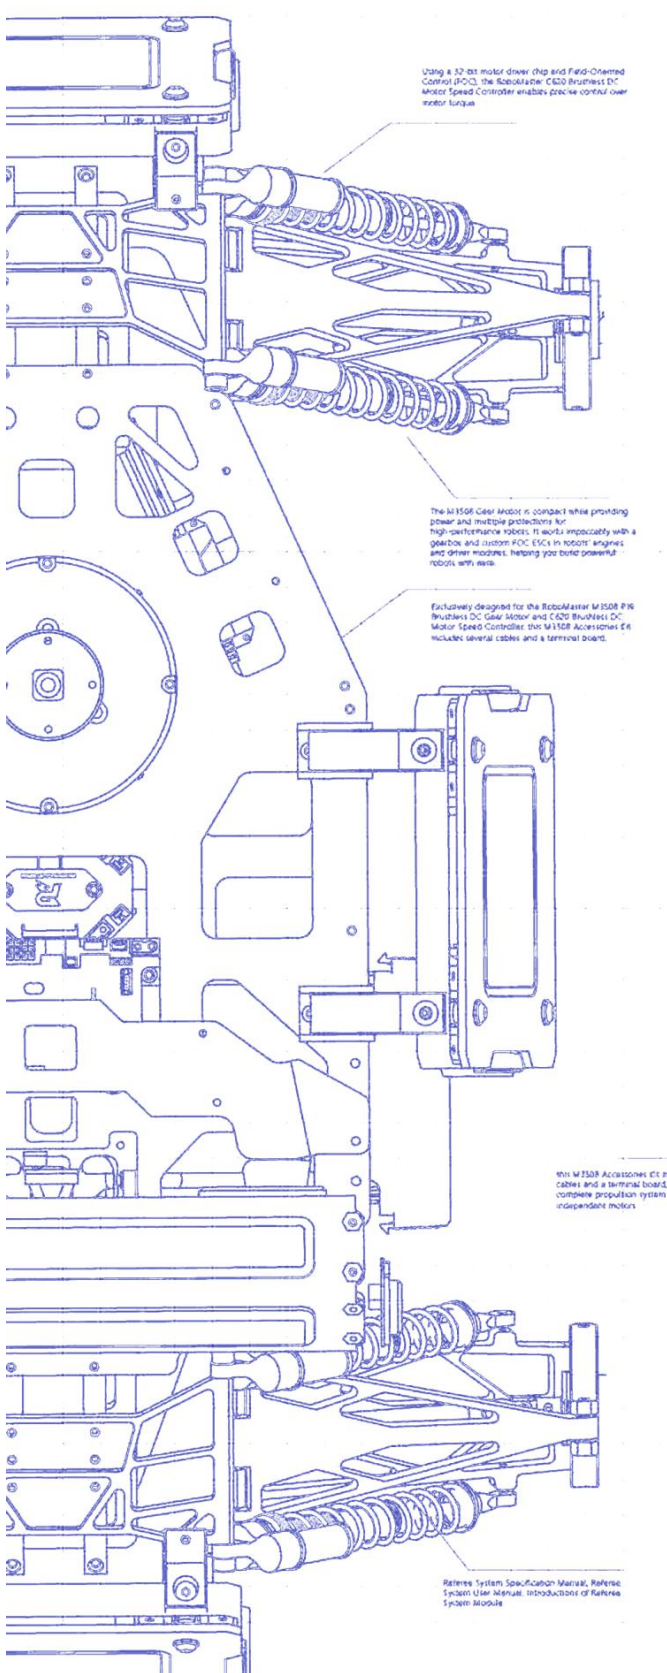 Using a 32-bit motor driver chip and Field-Oriented
Control (FOC), the RoboMaster C620 Brushless DC
Motor Speed Controller enables precise control over
motor torque
The M3508 Gear Motor is compact while providing
power and multiple protections for
high-performance robots. It works impeccably with a
gearbox and custom FOC ESCs in robots' engines
and driver modules, helping you build powerful
robots with ease.
Exclusively designed for the RoboMaster M3508 P19
Brushless DC Gear Motor and C620 Brushless DC
Motor Speed Controller, this M3508 Accessories Kit
includes several cables and a terminal board.
this M3508 Accessories Kit
cables and a terminal board,
complete propultion system
independant motors
Referee System Specification Manual, Referee
System User Manual, Introductions of Referee
System Module